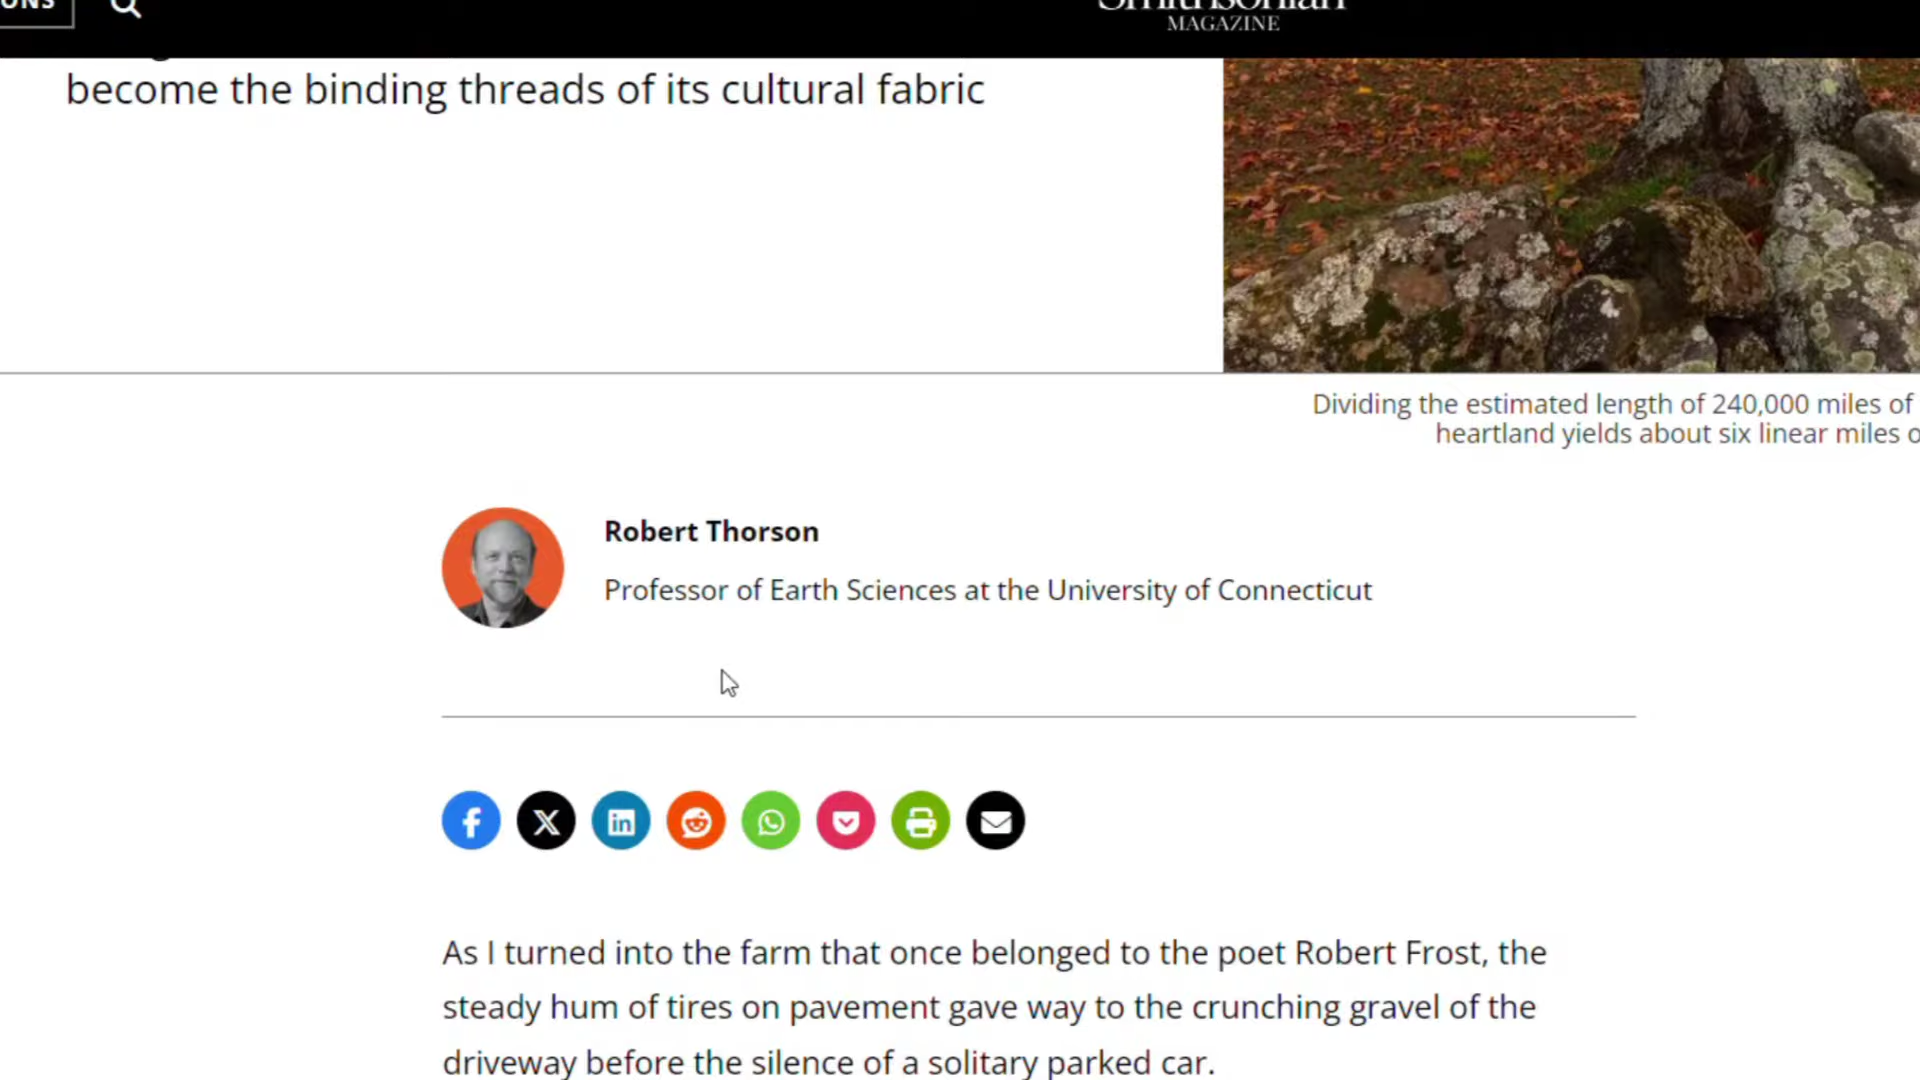 ONS
Smithsonian
MAGAZINE
become the binding threads of its cultural fabric
Dividing the estimated length of 240,000 miles of
heartland yields about six linear miles o
Robert Thorson
Professor of Earth Sciences at the University of Connecticut
As I turned into the farm that once belonged to the poet Robert Frost, the
steady hum of tires on pavement gave way to the crunching gravel of the
driveway before the silence of a solitary parked car.